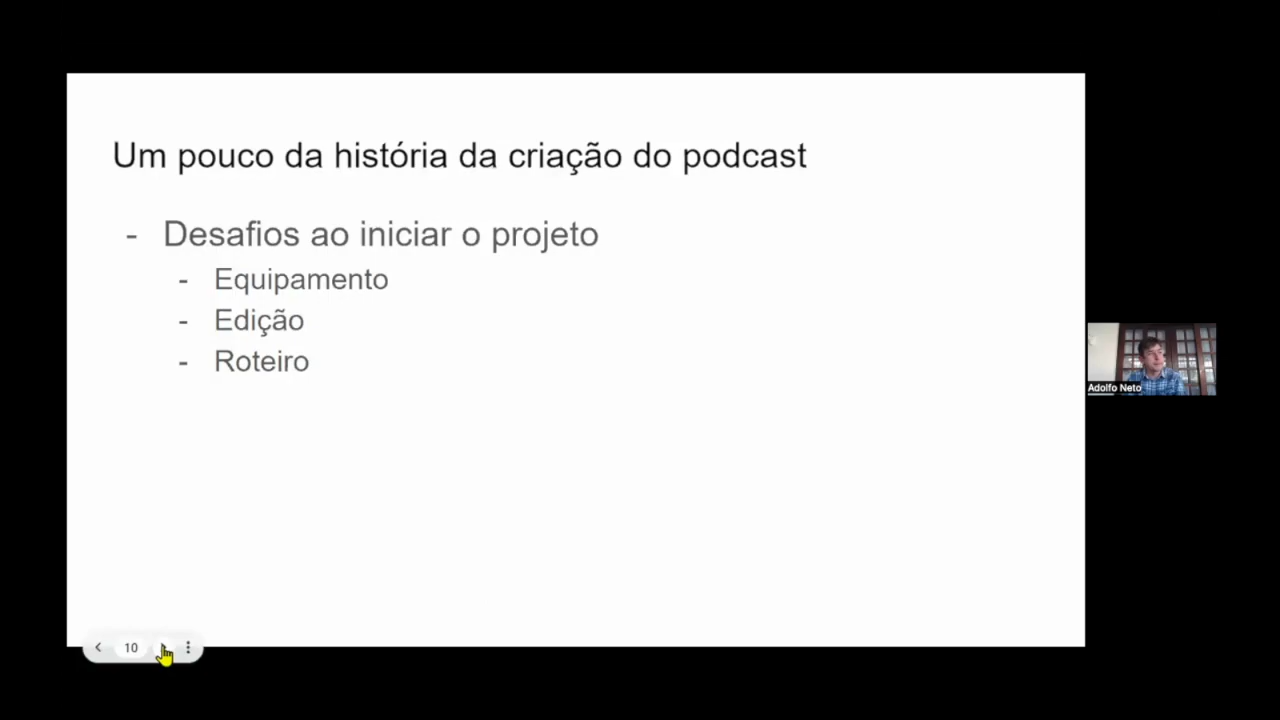 Um pouco da história da criação do podcast
- Desafios ao iniciar o projeto
- Equipamento
- Edição
- Roteiro
Adolfo Neto
10